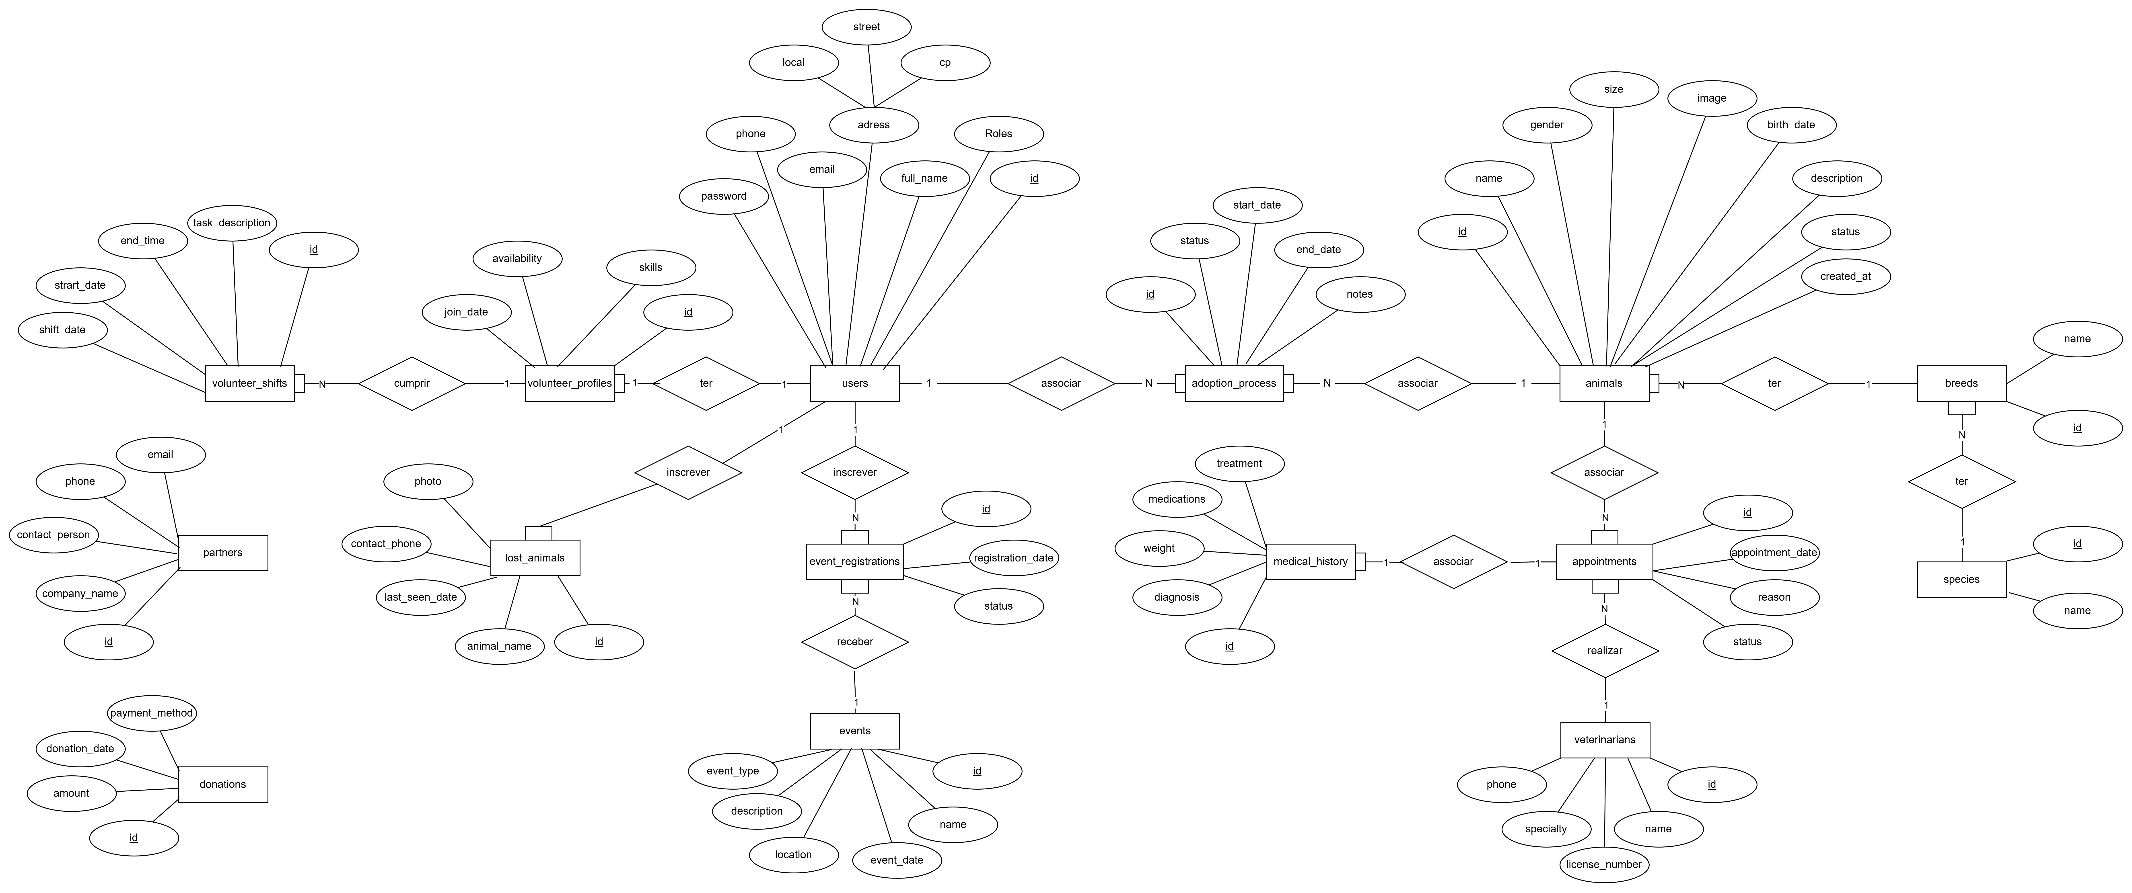 street
local
cp
adress
phone
Roles
email
full_name
id
password
size
image
gender
birth_date
name
description
id
status
created_at
task_description
end_time
id
strart_date
shift_date
volunteer_shifts
N
cumprir
1
availability
skills
join_date
id
volunteer_profiles
1
ter
1
users
1
associar
N
start_date
status
end_date
id
notes
adoption_process
N
associar
1
animals
N
ter
1
breeds
name
id
N
ter
1
species
id
name
1
inscrever
lost_animals
photo
contact_phone
last_seen_date
animal_name
id
1
inscrever
N
event_registrations
id
registration_date
status
N
receber
1
events
event_type
id
description
name
location
event_date
email
phone
contact_person
partners
company_name
id
payment_method
donation_date
donations
amount
id
treatment
medications
weight
medical_history
diagnosis
id
1
associar
1
1
associar
N
appointments
id
appointment_date
reason
status
N
realizar
1
veterinarians
phone
id
specialty
name
license_number